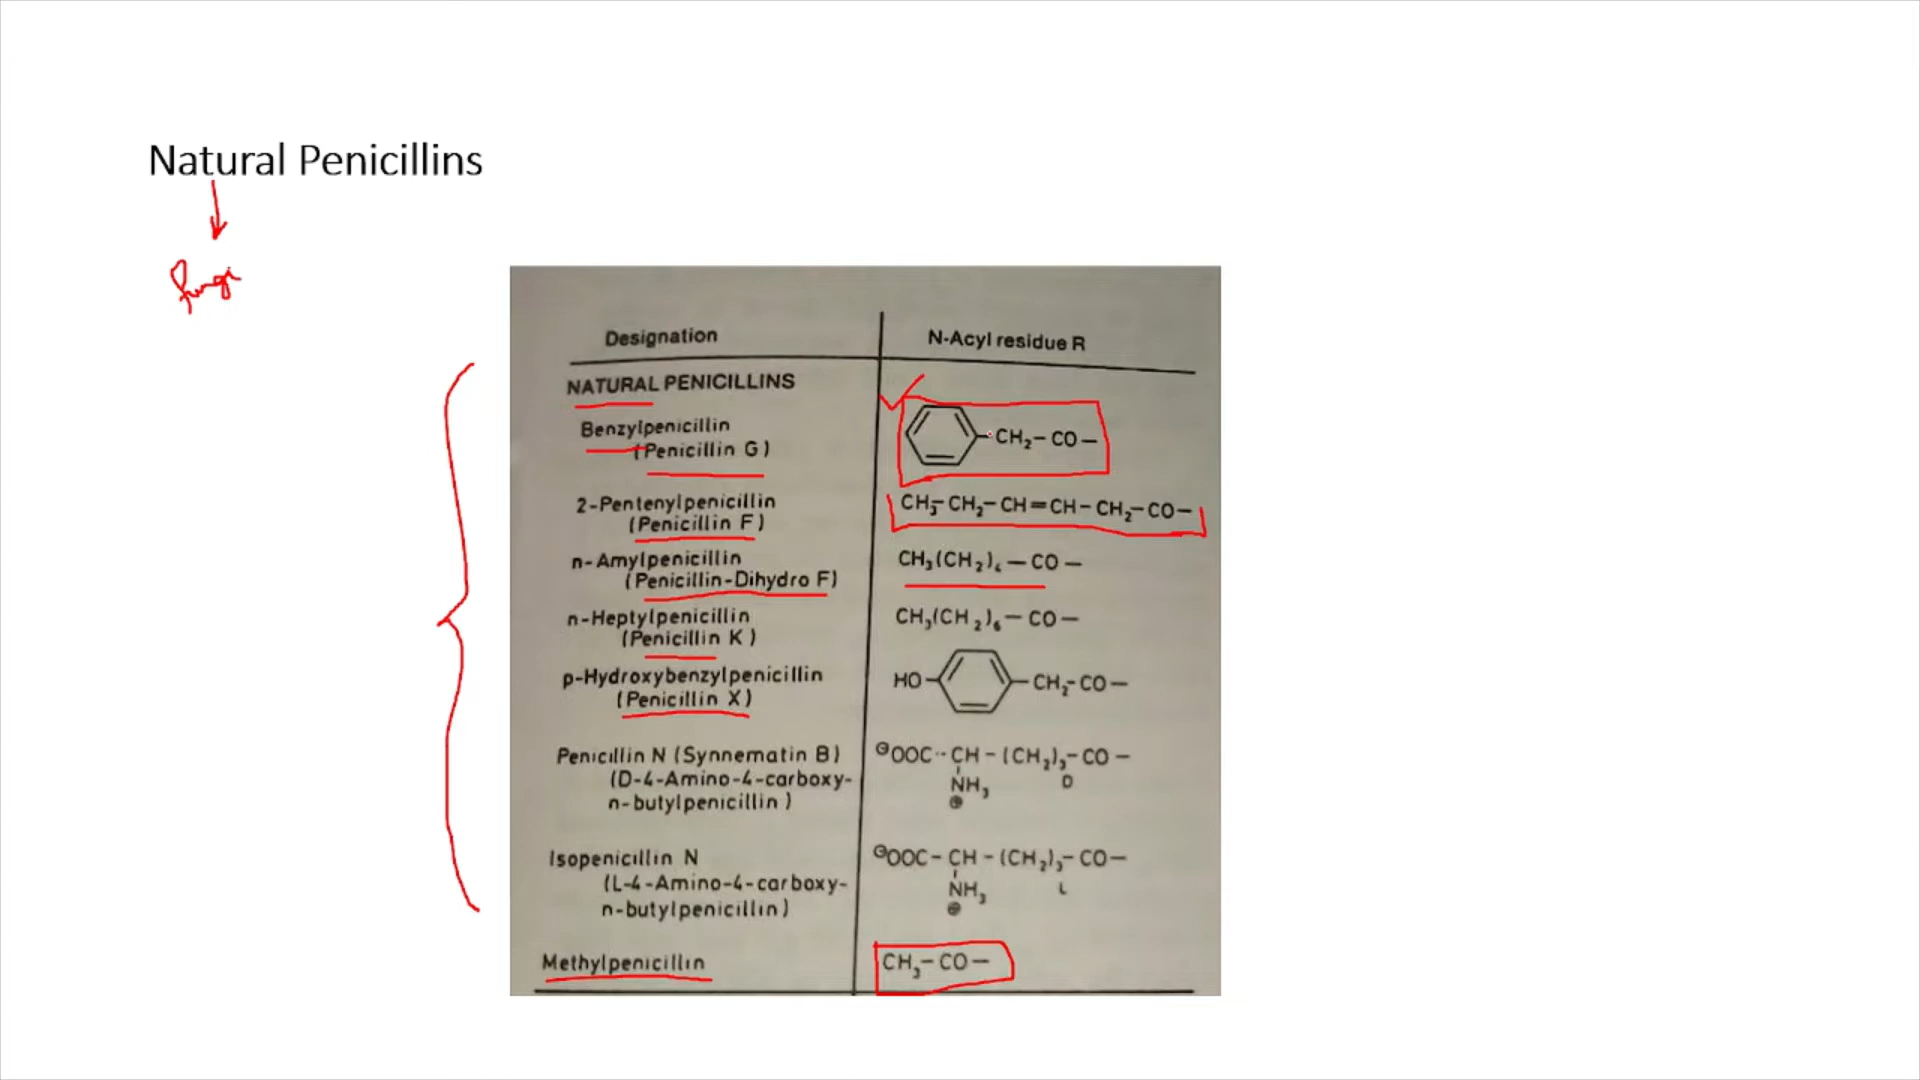 Natural Penicillins
fungi
Designation
N-Acyl residue R
NATURAL PENICILLINS
Benzylpenicillin
(Penicillin G)
-CH₂-CO-
2-Pentenylpenicillin
(Penicillin F)
CH₃-CH₂-CH=CH-CH₂-CO-
n-Amylpenicillin
(Penicillin-Dihydro F)
CH₃(CH₂)₄-CO-
n-Heptylpenicillin
(Penicillin K)
CH₃(CH₂)₆-CO-
p-Hydroxybenzylpenicillin
(Penicillin X)
HO- -CH₂-CO-
Penicillin N (Synnematin B)
(D-4-Amino-4-carboxy-
n-butylpenicillin)
⊖OOC-CH-(CH₂)₃-CO-
NH₃ D
⊕
Isopenicillin N
(L-4-Amino-4-carboxy-
n-butylpenicillin)
⊖OOC-CH-(CH₂)₃-CO-
NH₃ L
⊕
Methylpenicillin
CH₃-CO-